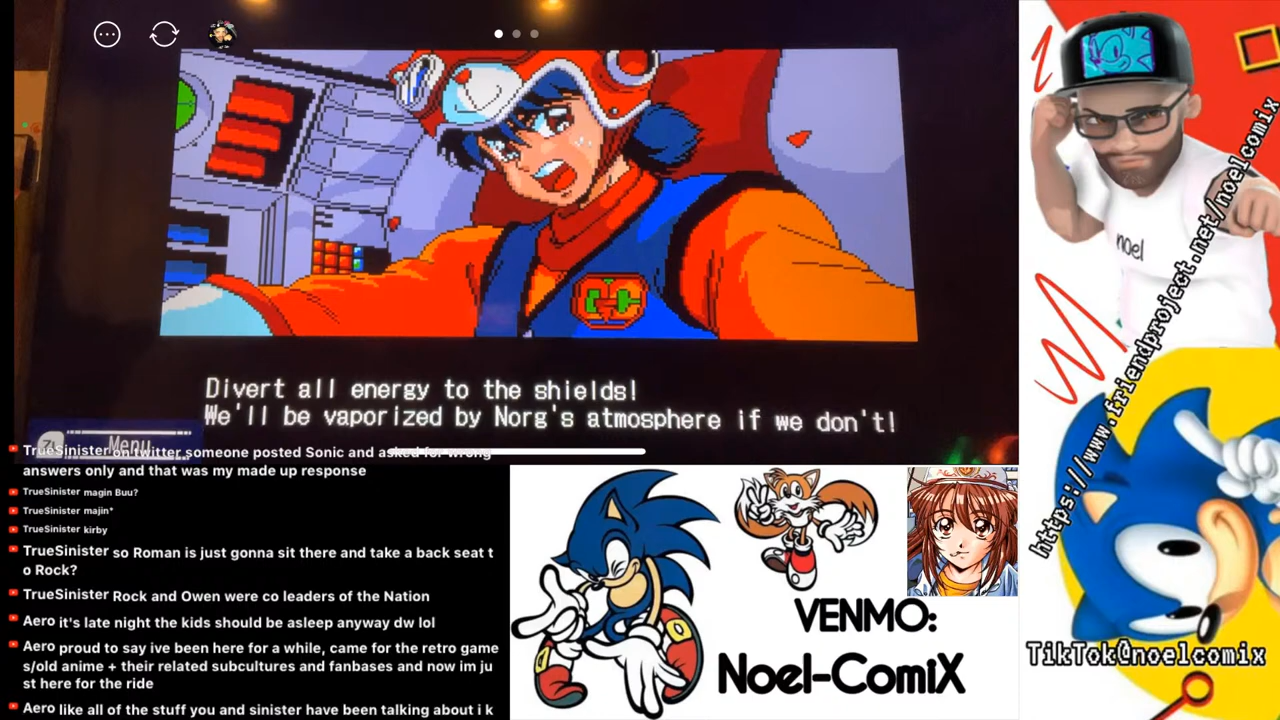 Divert all energy to the shields!
We'll be vaporized by Norg's atmosphere if we don't!
Menu
TrueSinister on twitter someone posted Sonic and asked for wrong
answers only and that was my made up response
TrueSinister magin Buu?
TrueSinister majin*
TrueSinister kirby
TrueSinister so Roman is just gonna sit there and take a back seat t
o Rock?
TrueSinister Rock and Owen were co leaders of the Nation
Aero it's late night the kids should be asleep anyway dw lol
Aero proud to say ive been here for a while, came for the retro game
s/old anime + their related subcultures and fanbases and now im ju
st here for the ride
Aero like all of the stuff you and sinister have been talking about i k
VENMO:
Noel-ComiX
noel
https://www.friendproject.net/noelcomix
TikTok@noelcomix